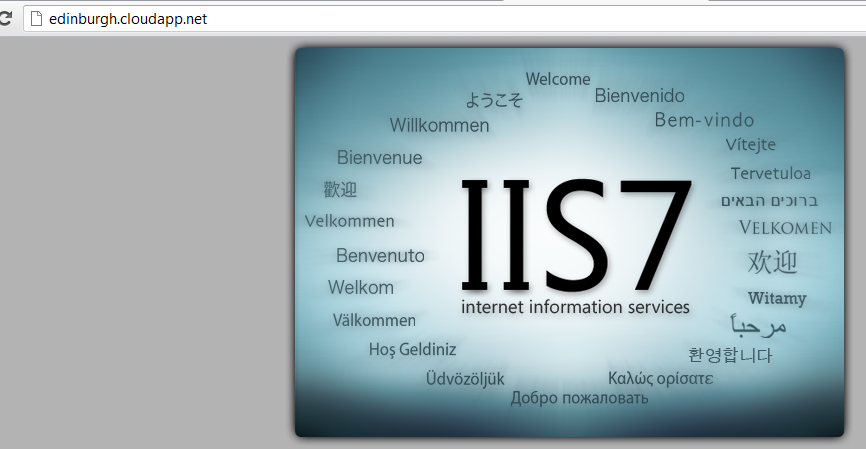 edinburgh.cloudapp.net
Welcome
ようこそ
Bienvenido
Willkommen
Bem-vindo
Bienvenue
Vítejte
Tervetuloa
歡迎
ברוכים הבאים
Velkommen
VELKOMEN
Benvenuto
欢迎
Welkom
Witamy
IIS7
internet information services
Välkommen
مرحباً
Hoş Geldiniz
환영합니다
Üdvözöljük
Καλώς ορίσατε
Добро пожаловать